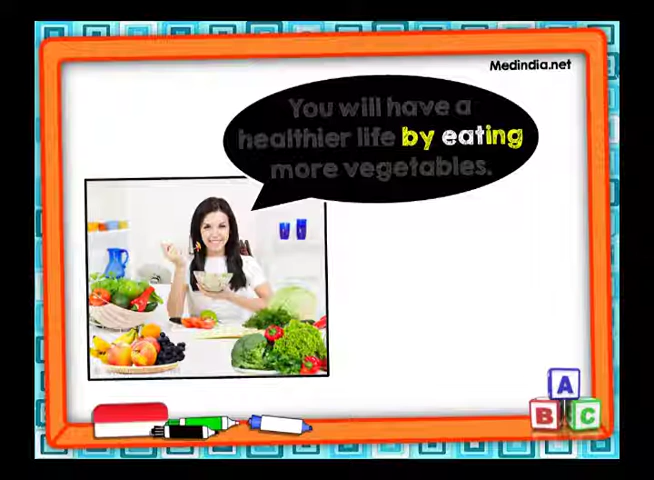 Medindia.net
You will have a
healthier life by eating
more vegetables.
A
B C